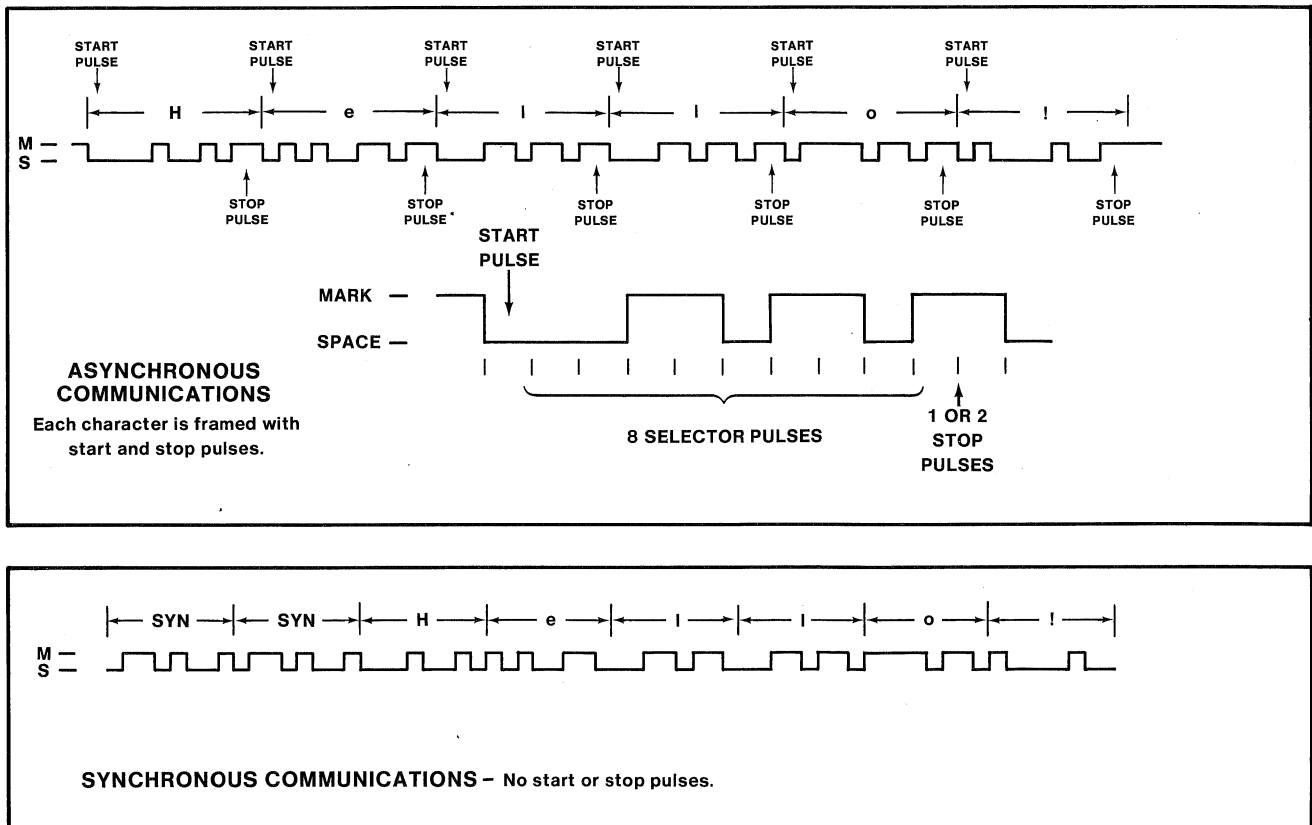 START START START START START START
PULSE PULSE PULSE PULSE PULSE PULSE
H e l l o !
M
S
STOP STOP STOP STOP STOP STOP
PULSE PULSE PULSE PULSE PULSE PULSE
START
PULSE
MARK
SPACE
ASYNCHRONOUS
COMMUNICATIONS
Each character is framed with
start and stop pulses.
8 SELECTOR PULSES
1 OR 2
STOP
PULSES
SYN SYN H e l l o !
M
S
SYNCHRONOUS COMMUNICATIONS – No start or stop pulses.